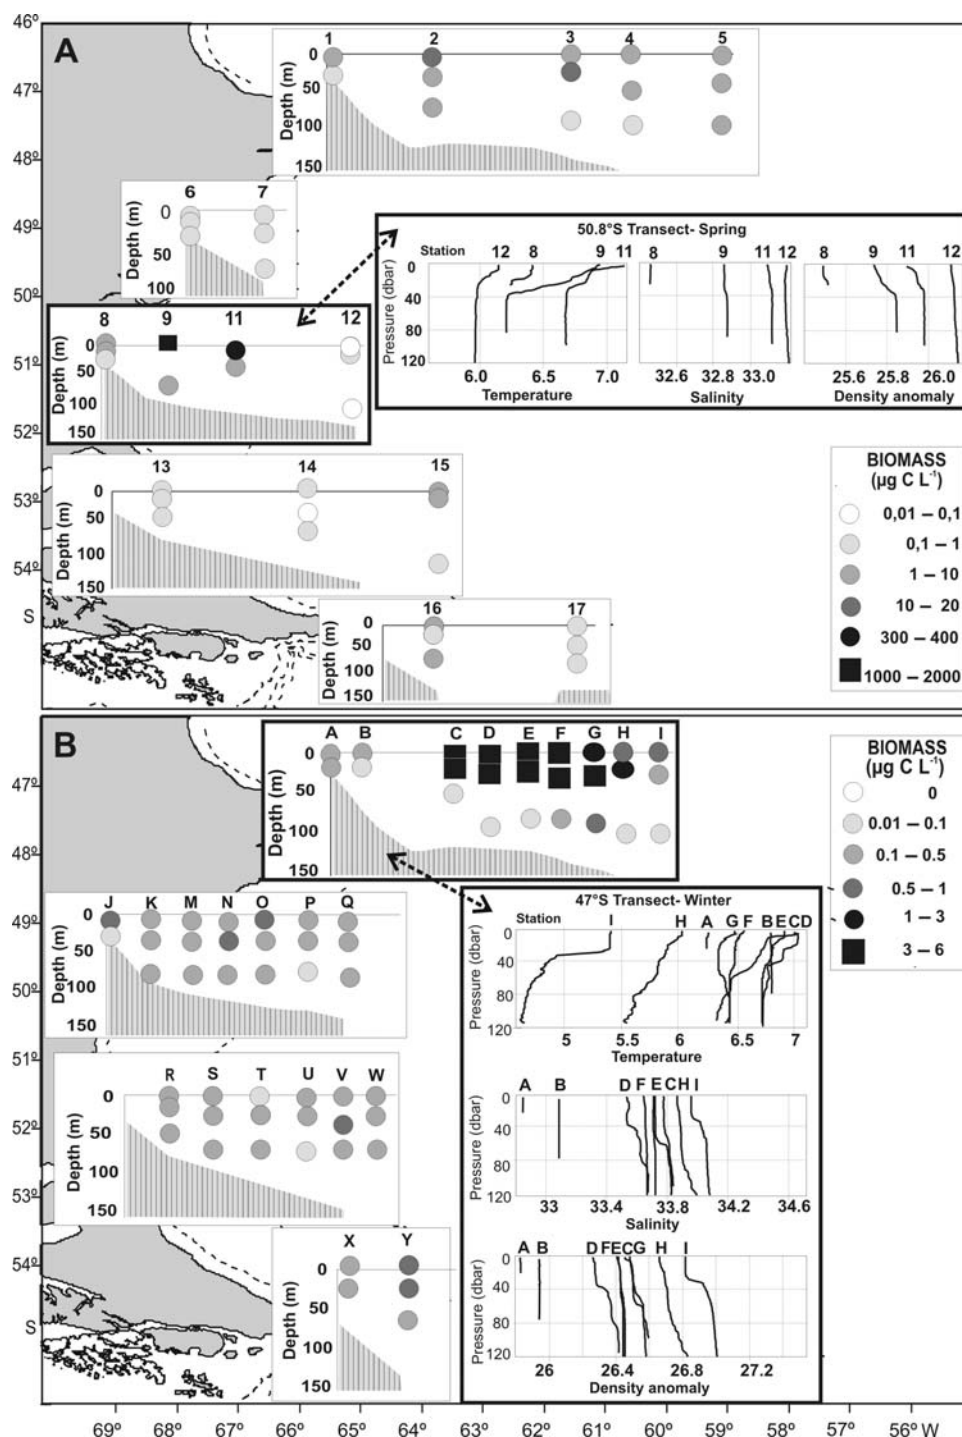 46º
A
1 2 3 4 5
0
50
100
150
Depth (m)
47º
48º
49º
50º
51º
52º
53º
54º
S
6 7
0
50
100
Depth (m)
8 9 11 12
0
50
100
150
Depth (m)
50.8°S Transect- Spring
Station 12 8 9 11 8 9 11 12 8 9 11 12
Pressure (dbar)
0
40
80
120
6.0 6.5 7.0 32.6 32.8 33.0 25.6 25.8 26.0
Temperature Salinity Density anomaly
13 14 15
0
50
100
150
Depth (m)
16 17
0
50
100
150
Depth (m)
BIOMASS
(µg C L⁻¹)
0,01 – 0,1
0,1 – 1
1 – 10
10 – 20
300 – 400
1000 – 2000
B
A B C D E F G H I
0
50
100
150
Depth (m)
47º
48º
49º
50º
51º
52º
53º
54º
S
BIOMASS
(µg C L⁻¹)
0
0.01 – 0.1
0.1 – 0.5
0.5 – 1
1 – 3
3 – 6
J K M N O P Q
0
50
100
150
Depth (m)
47°S Transect-Winter
Station I H A G F B E C D
Pressure (dbar)
0
40
80
120
5 5.5 6 6.5 7
Temperature
A B D F E C H I
Pressure (dbar)
0
40
80
120
33 33.4 33.8 34.2 34.6
Salinity
A B D F E C G H I
Pressure (dbar)
0
40
80
120
26 26.4 26.8 27.2
Density anomaly
R S T U V W
0
50
100
150
Depth (m)
X Y
0
50
100
150
Depth (m)
69º 68º 67º 66º 65º 64º 63º 62º 61º 60º 59º 58º 57º 56º W